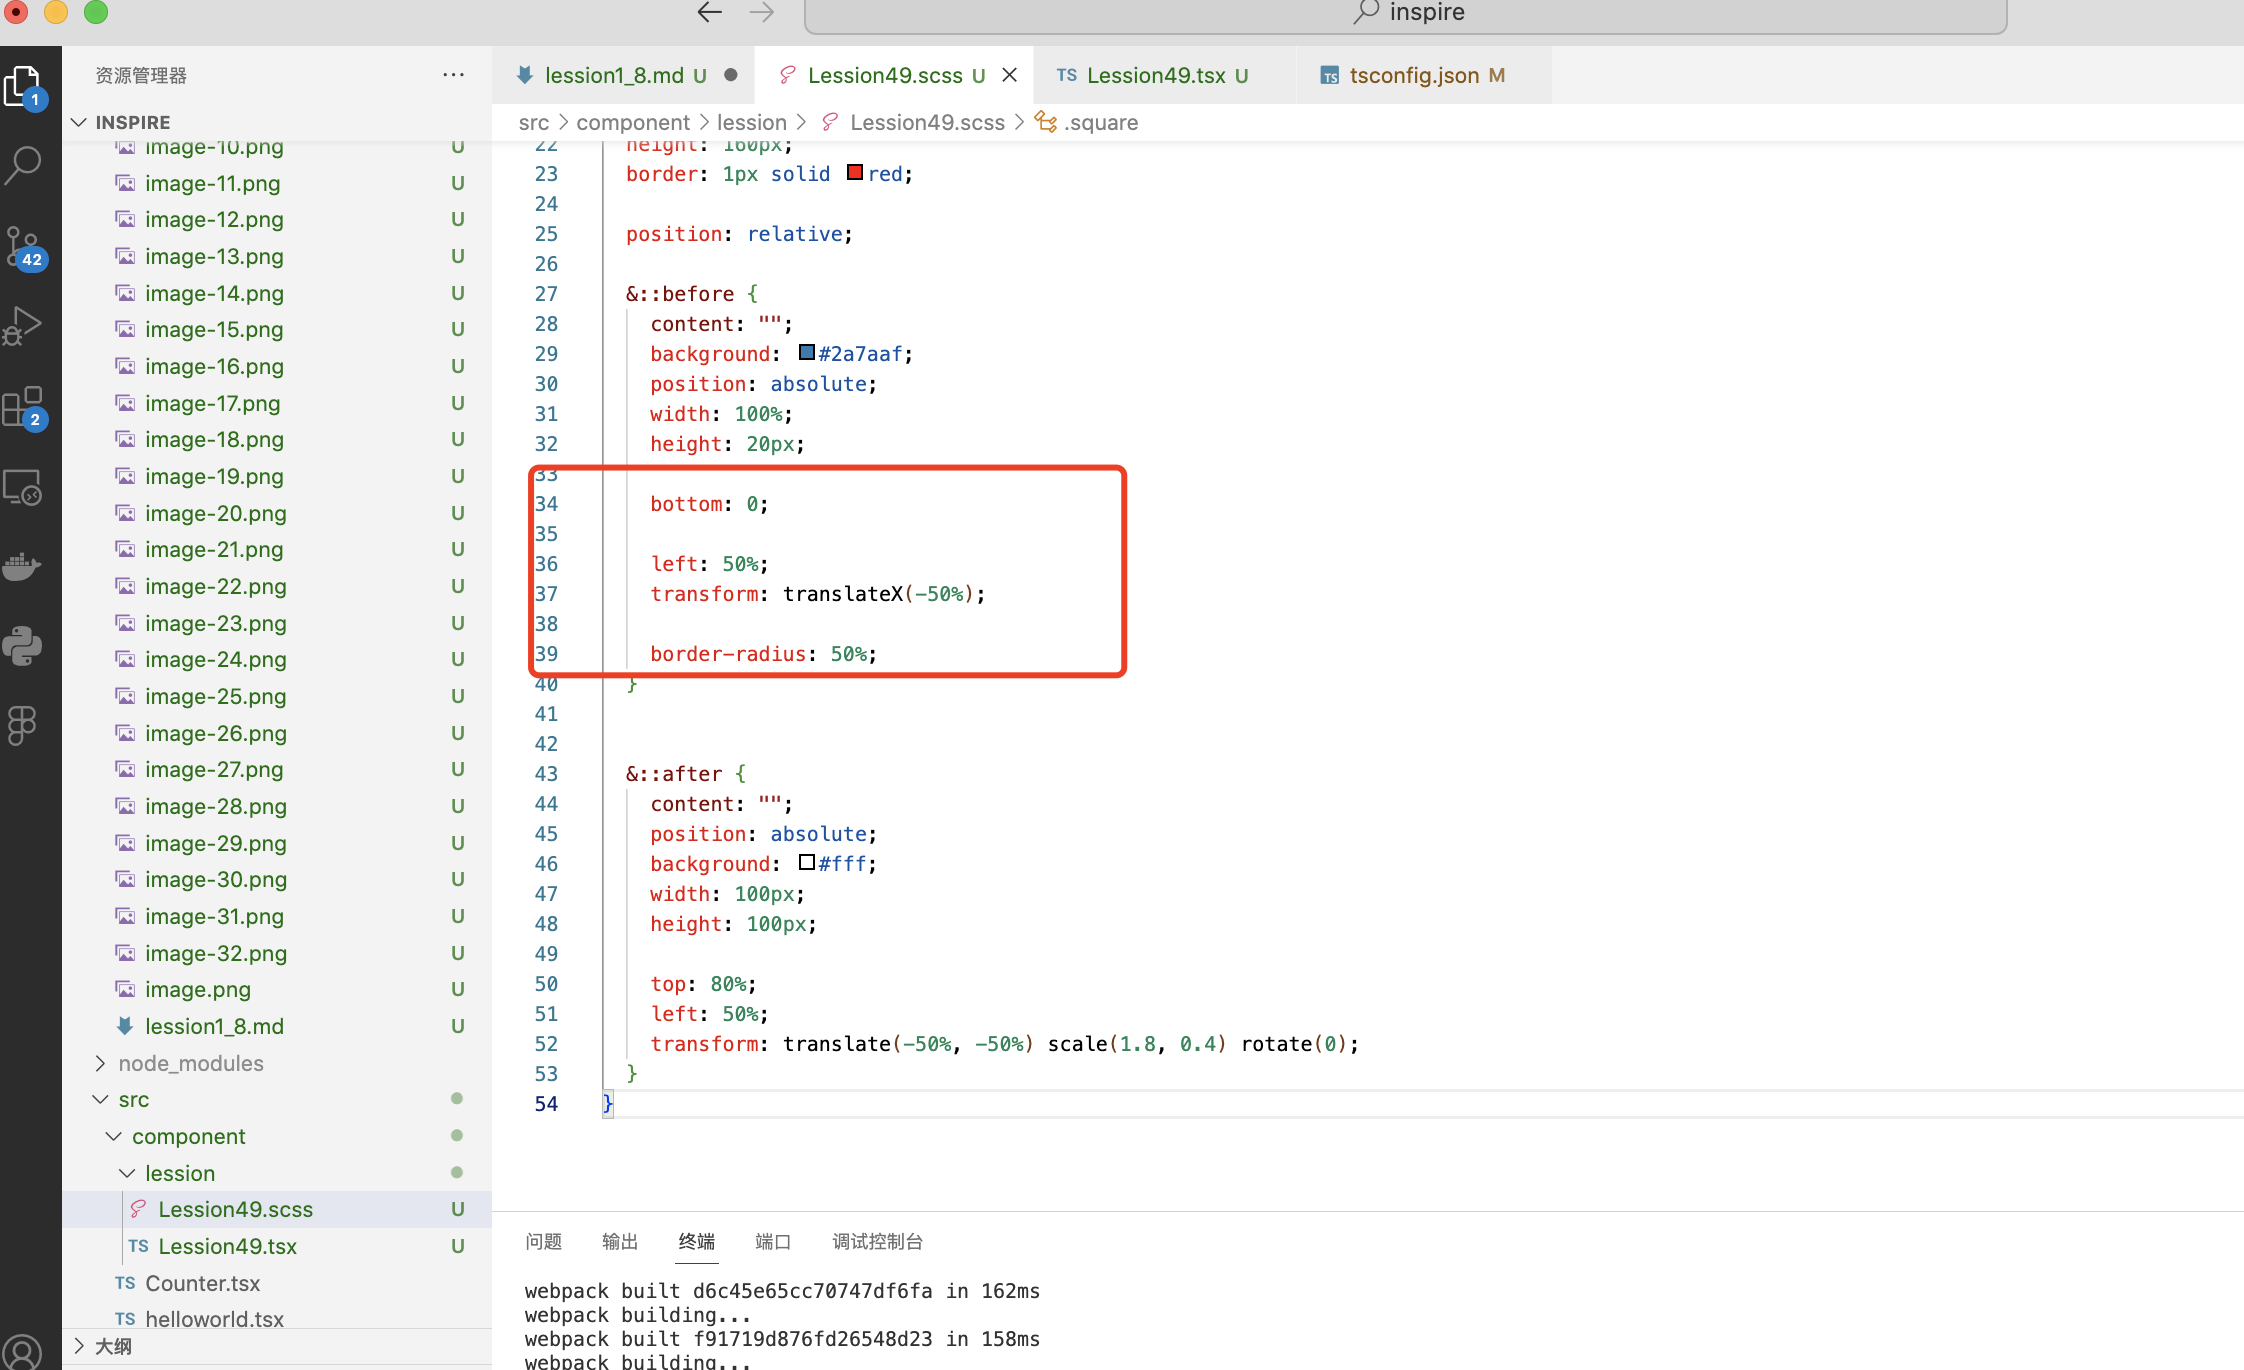 inspire
资源管理器
···
lession1_8.md U
Lession49.scss U
TS Lession49.tsx U
TS tsconfig.json M
INSPIRE
src > component > lession > Lession49.scss > .square
1
42
2
image-10.png U
image-11.png U
image-12.png U
image-13.png U
image-14.png U
image-15.png U
image-16.png U
image-17.png U
image-18.png U
image-19.png U
image-20.png U
image-21.png U
image-22.png U
image-23.png U
image-24.png U
image-25.png U
image-26.png U
image-27.png U
image-28.png U
image-29.png U
image-30.png U
image-31.png U
image-32.png U
image.png U
lession1_8.md U
node_modules
src
component
lession
Lession49.scss U
TS Lession49.tsx U
TS Counter.tsx
TS helloworld.tsx
大纲
22 height: 160px;
23 border: 1px solid red;
24
25 position: relative;
26
27 &::before {
28 content: "";
29 background: #2a7aaf;
30 position: absolute;
31 width: 100%;
32 height: 20px;
33
34 bottom: 0;
35
36 left: 50%;
37 transform: translateX(-50%);
38
39 border-radius: 50%;
40 }
41
42
43 &::after {
44 content: "";
45 position: absolute;
46 background: #fff;
47 width: 100px;
48 height: 100px;
49
50 top: 80%;
51 left: 50%;
52 transform: translate(-50%, -50%) scale(1.8, 0.4) rotate(0);
53 }
54 }
问题 输出 终端 端口 调试控制台
webpack built d6c45e65cc70747df6fa in 162ms
webpack building...
webpack built f91719d876fd26548d23 in 158ms
webpack building...